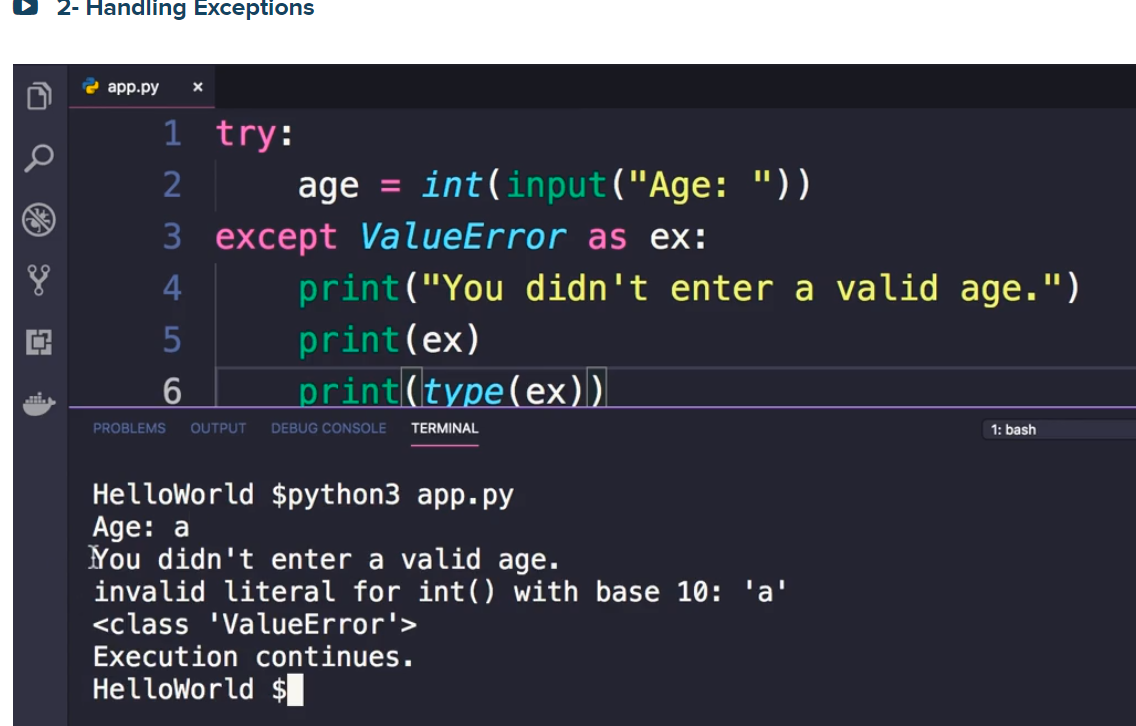 2- Handling Exceptions
app.py ×
1 try:
2     age = int(input("Age: "))
3 except ValueError as ex:
4     print("You didn't enter a valid age.")
5     print(ex)
6     print(type(ex))
PROBLEMS OUTPUT DEBUG CONSOLE TERMINAL 1: bash
HelloWorld $python3 app.py
Age: a
You didn't enter a valid age.
invalid literal for int() with base 10: 'a'
<class 'ValueError'>
Execution continues.
HelloWorld $